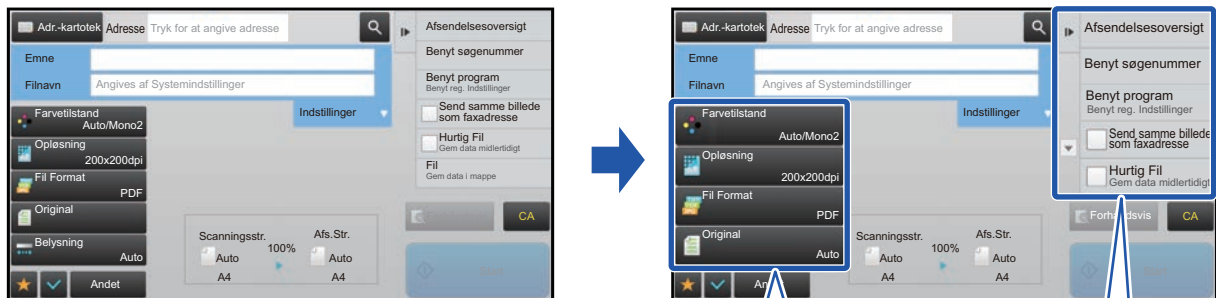 Adr.-kartotek Adresse Tryk for at angive adresse
Emne
Filnavn Angives af Systemindstillinger
Indstillinger
Farvetilstand
Auto/Mono2
Opløsning
200x200dpi
Fil Format
PDF
Original
Belysning
Auto
Andet
Scanningsstr.
Auto
A4
100%
Afs.Str.
Auto
A4
Afsendelsesoversigt
Benyt søgenummer
Benyt program
Benyt reg. Indstillinger
Send samme billede
som faxadresse
Hurtig Fil
Gem data midlertidigt
Fil
Gem data i mappe
CA
Adr.-kartotek Adresse Tryk for at angive adresse
Emne
Filnavn Angives af Systemindstillinger
Indstillinger
Farvetilstand
Auto/Mono2
Opløsning
200x200dpi
Fil Format
PDF
Original
Auto
Scanningsstr.
Auto
A4
100%
Afs.Str.
Auto
A4
Afsendelsesoversigt
Benyt søgenummer
Benyt program
Benyt reg. Indstillinger
Send samme billede
som faxadresse
Hurtig Fil
Gem data midlertidigt
CA